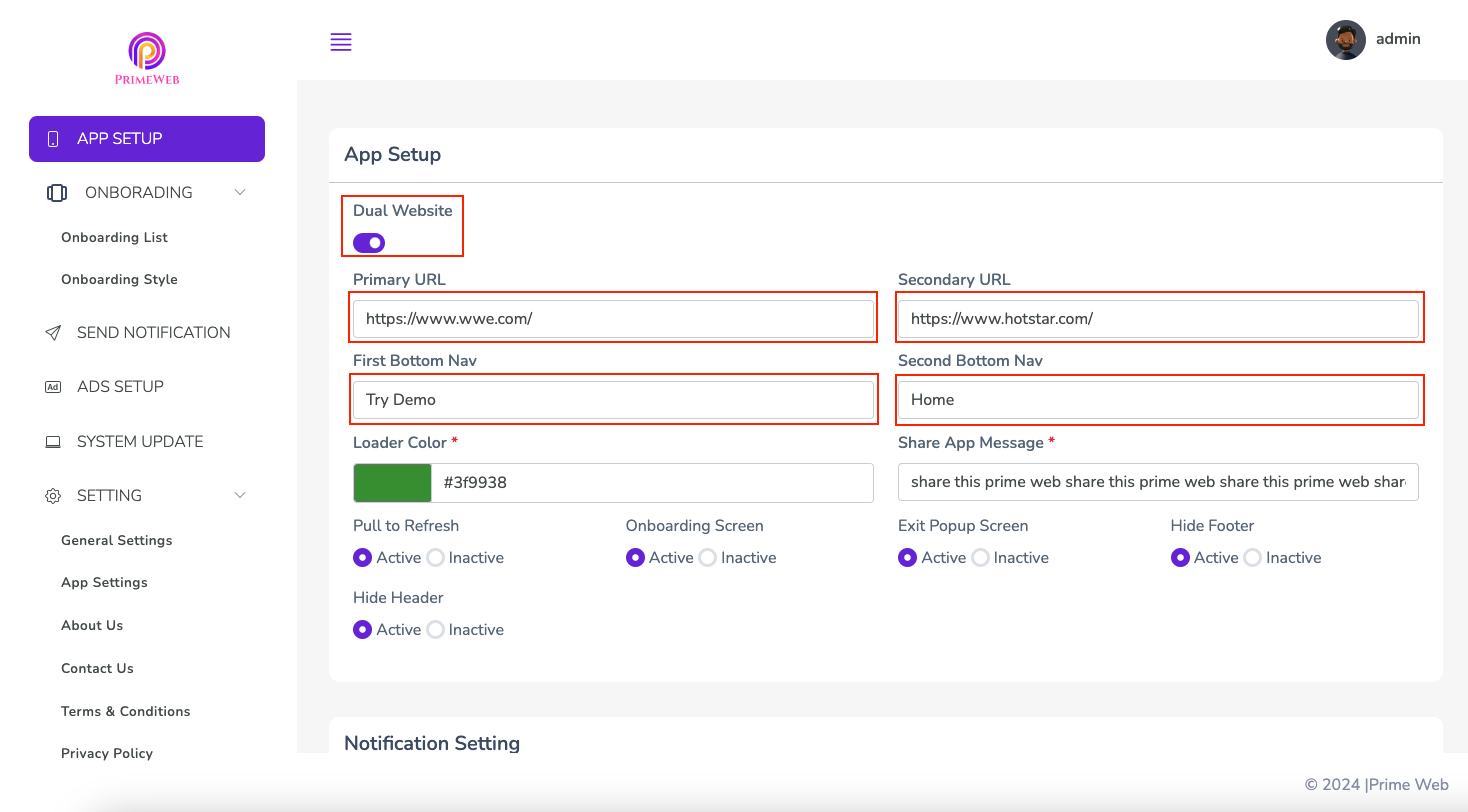 PRIMEWEB
admin
APP SETUP
ONBORADING
Onboarding List
Onboarding Style
SEND NOTIFICATION
Ad
ADS SETUP
SYSTEM UPDATE
SETTING
General Settings
App Settings
About Us
Contact Us
Terms & Conditions
Privacy Policy
App Setup
Dual Website
Primary URL
Secondary URL
https://www.wwe.com/
https://www.hotstar.com/
First Bottom Nav
Second Bottom Nav
Try Demo
Home
Loader Color *
Share App Message *
#3f9938
share this prime web share this prime web share this prime web shar
Pull to Refresh
Onboarding Screen
Exit Popup Screen
Hide Footer
Active Inactive
Active Inactive
Active Inactive
Active Inactive
Hide Header
Active Inactive
Notification Setting
© 2024 |Prime Web